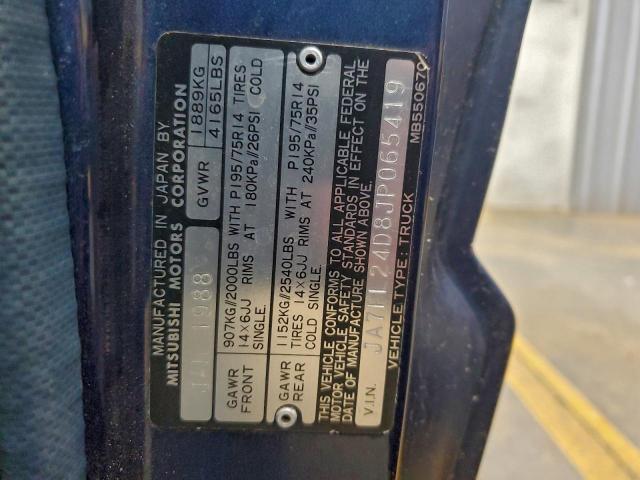 MANUFACTURED IN JAPAN BY
MITSUBISHI MOTORS CORPORATION
JAN 1988 GVWR 1889KG
4165LBS
GAWR FRONT 907KG//2000LBS WITH P195/75R14 TIRES
14×6JJ RIMS AT 180KPa//26PSI COLD
SINGLE.
GAWR REAR 1152KG//2540LBS WITH P195/75R14
TIRES 14×6JJ RIMS AT 240KPa//35PSI
COLD SINGLE.
THIS VEHICLE CONFORMS TO ALL APPLICABLE FEDERAL
MOTOR VEHICLE SAFETY STANDARDS IN EFFECT ON THE
DATE OF MANUFACTURE SHOWN ABOVE.
V.I.N. JA7FL24D8JP065419
VEHICLE TYPE: TRUCK
MB550670